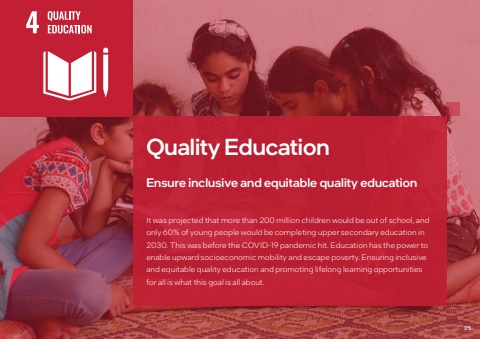 4 QUALITY
EDUCATION
Quality Education
Ensure inclusive and equitable quality education
It was projected that more than 200 million children would be out of school, and
only 60% of young people would be completing upper secondary education in
2030. This was before the COVID-19 pandemic hit. Education has the power to
enable upward socioeconomic mobility and escape poverty. Ensuring inclusive
and equitable quality education and promoting lifelong learning opportunities
for all is what this goal is all about.
25